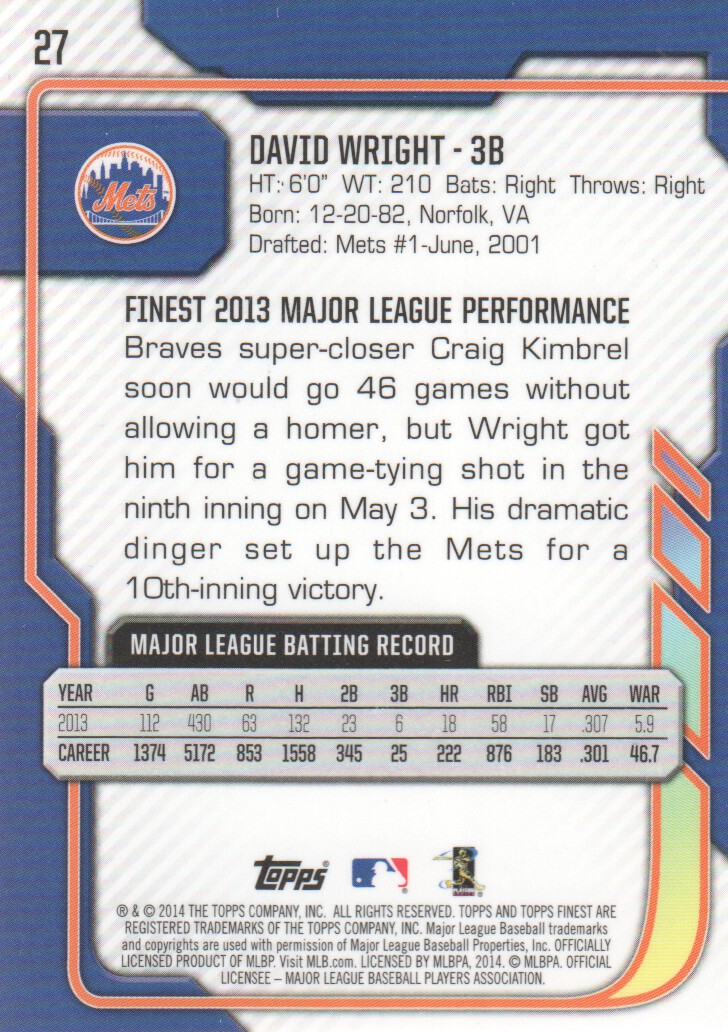 27
Mets
DAVID WRIGHT - 3B
HT: 6'0" WT: 210 Bats: Right Throws: Right
Born: 12-20-82, Norfolk, VA
Drafted: Mets #1-June, 2001
FINEST 2013 MAJOR LEAGUE PERFORMANCE
Braves super-closer Craig Kimbrel
soon would go 46 games without
allowing a homer, but Wright got
him for a game-tying shot in the
ninth inning on May 3. His dramatic
dinger set up the Mets for a
10th-inning victory.
MAJOR LEAGUE BATTING RECORD
YEAR G AB R H 2B 3B HR RBI SB AVG WAR
2013 112 430 63 132 23 6 18 58 17 .307 5.9
CAREER 1374 5172 853 1558 345 25 222 876 183 .301 46.7
Topps®
® & © 2014 THE TOPPS COMPANY, INC. ALL RIGHTS RESERVED. TOPPS AND TOPPS FINEST ARE
REGISTERED TRADEMARKS OF THE TOPPS COMPANY, INC. Major League Baseball trademarks
and copyrights are used with permission of Major League Baseball Properties, Inc. OFFICIALLY
LICENSED PRODUCT OF MLBP. Visit MLB.com. LICENSED BY MLBPA, 2014. © MLBPA. OFFICIAL
LICENSEE – MAJOR LEAGUE BASEBALL PLAYERS ASSOCIATION.